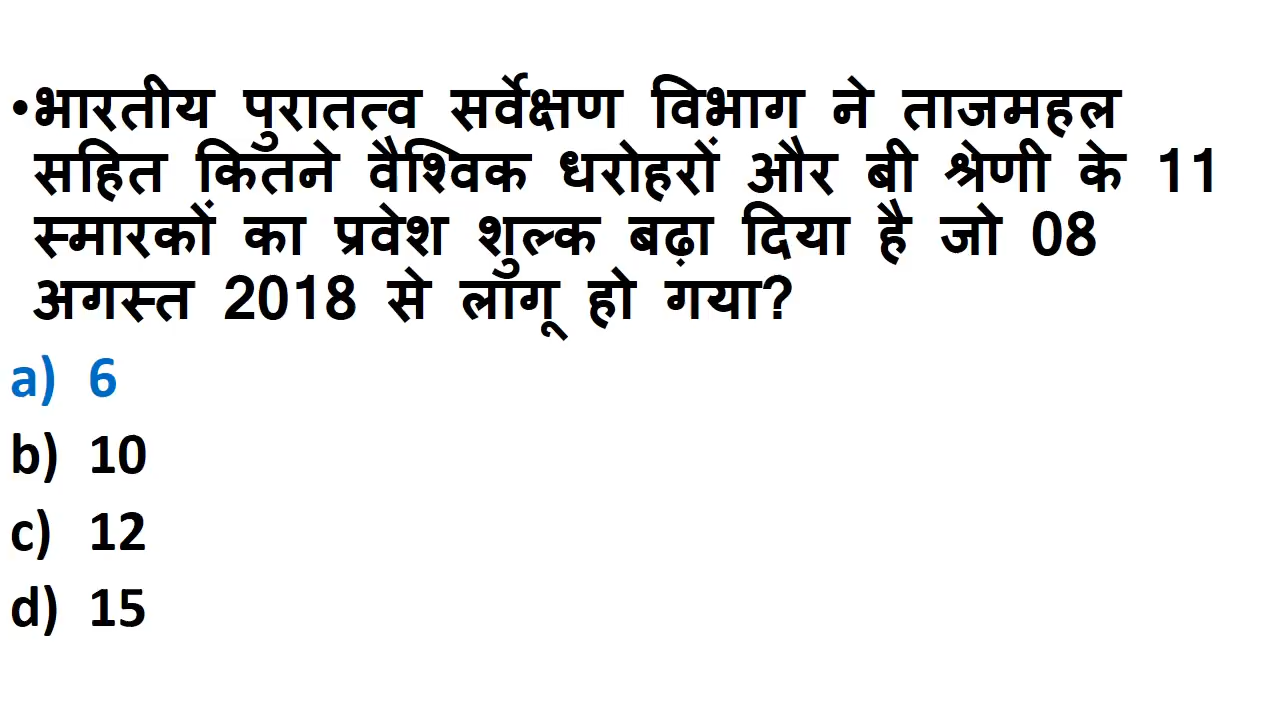 •भारतीय पुरातत्व सर्वेक्षण विभाग ने ताजमहल
सहित कितने वैश्विक धरोहरों और बी श्रेणी के 11
स्मारकों का प्रवेश शुल्क बढ़ा दिया है जो 08
अगस्त 2018 से लागू हो गया?
a) 6
b) 10
c) 12
d) 15